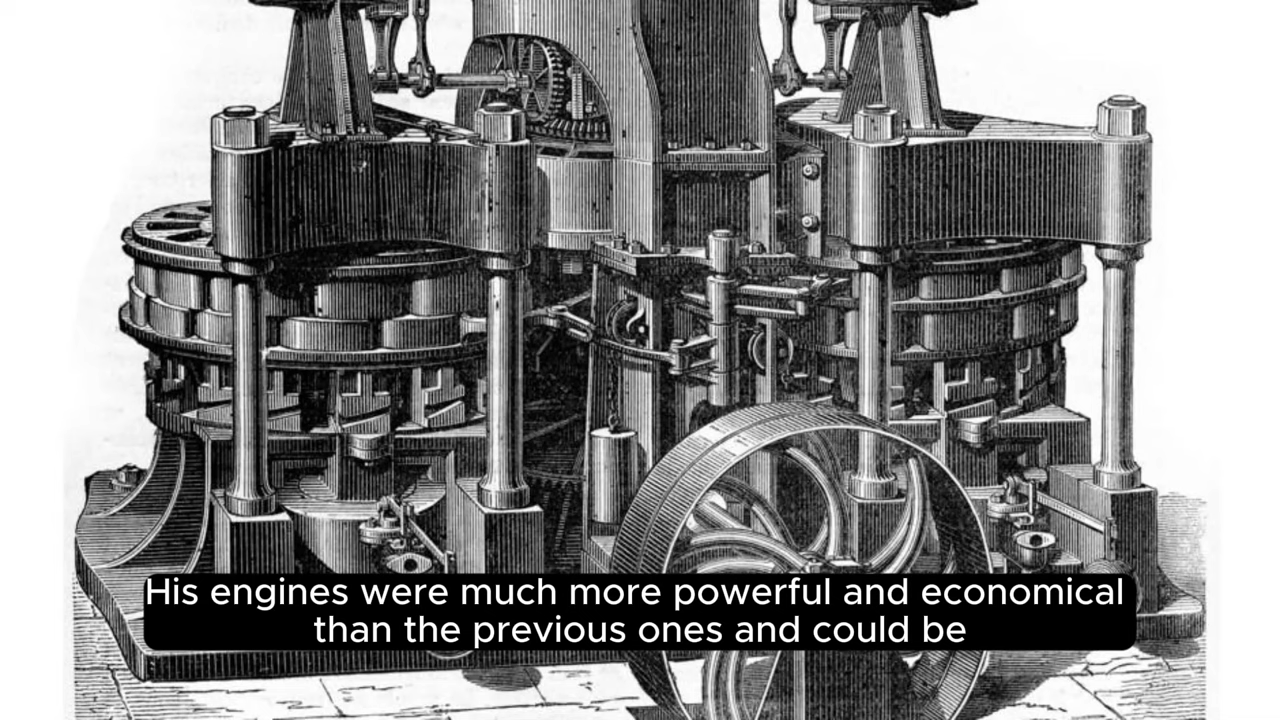 His engines were much more powerful and economical
than the previous ones and could be